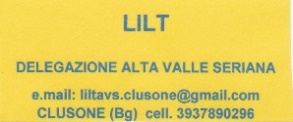 LILT
DELEGAZIONE ALTA VALLE SERIANA
e.mail: liltavs.clusone@gmail.com
CLUSONE (Bg) cell. 3937890296